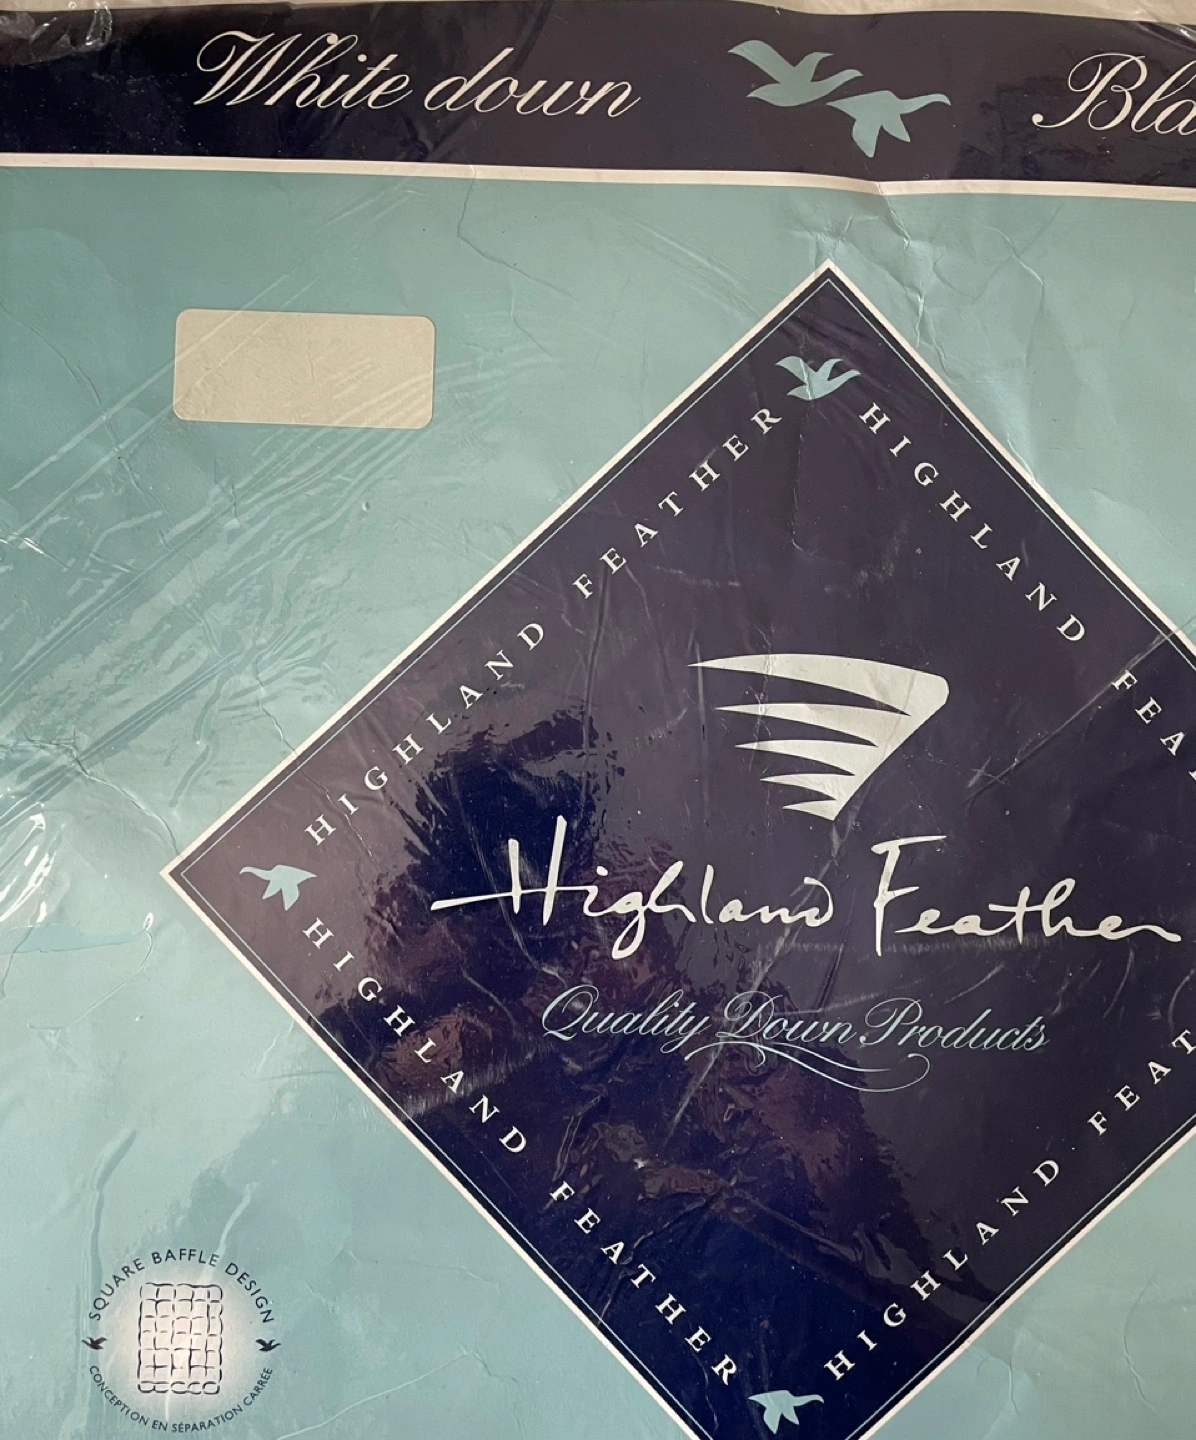 White down
HIGHLAND FEATHER
HIGHLAND
Highland Feather
Quality Down Products
HIGHLAND FEATHER
HIGHLAND
SQUARE BAFFLE DESIGN
CONCEPTION EN SÉPARATION CARRÉE